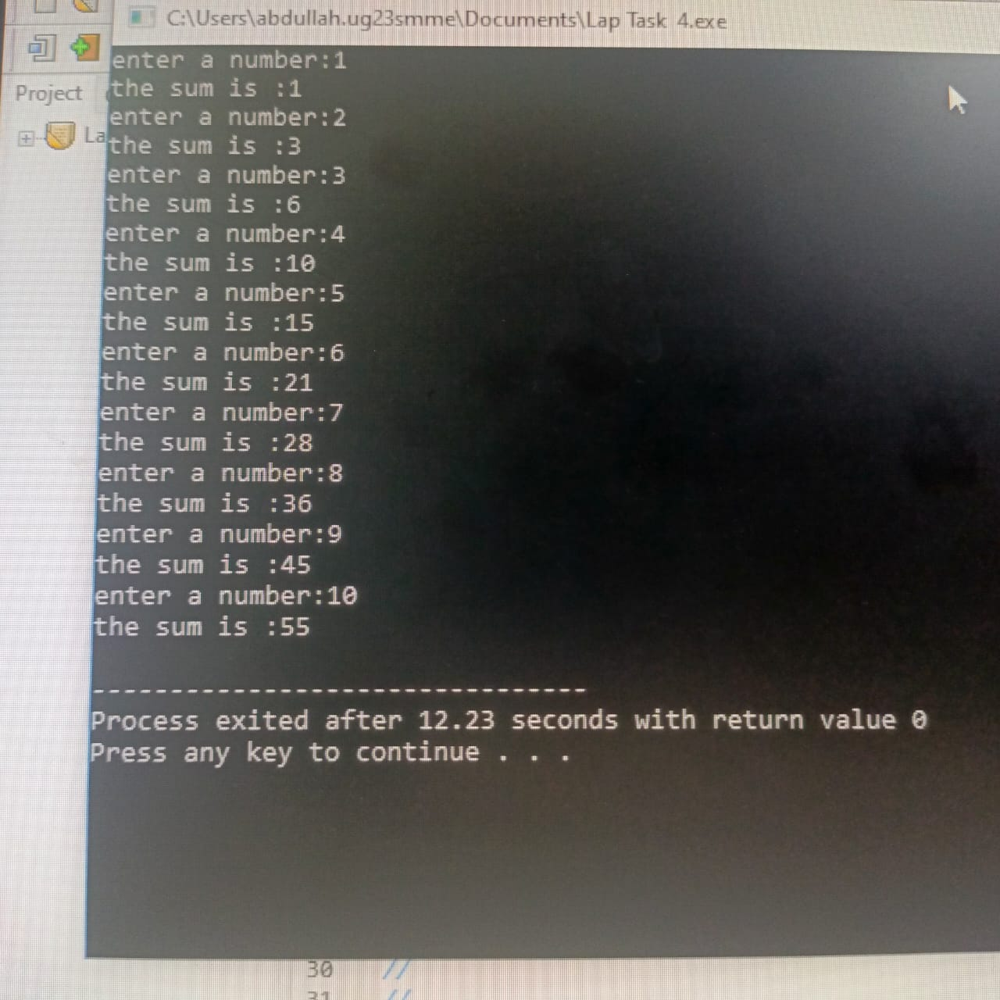 C:\Users\abdullah.ug23smme\Documents\Lap Task 4.exe
Project
La
enter a number:1
the sum is :1
enter a number:2
the sum is :3
enter a number:3
the sum is :6
enter a number:4
the sum is :10
enter a number:5
the sum is :15
enter a number:6
the sum is :21
enter a number:7
the sum is :28
enter a number:8
the sum is :36
enter a number:9
the sum is :45
enter a number:10
the sum is :55
--------------------------------
Process exited after 12.23 seconds with return value 0
Press any key to continue . . .
30 //
31 //